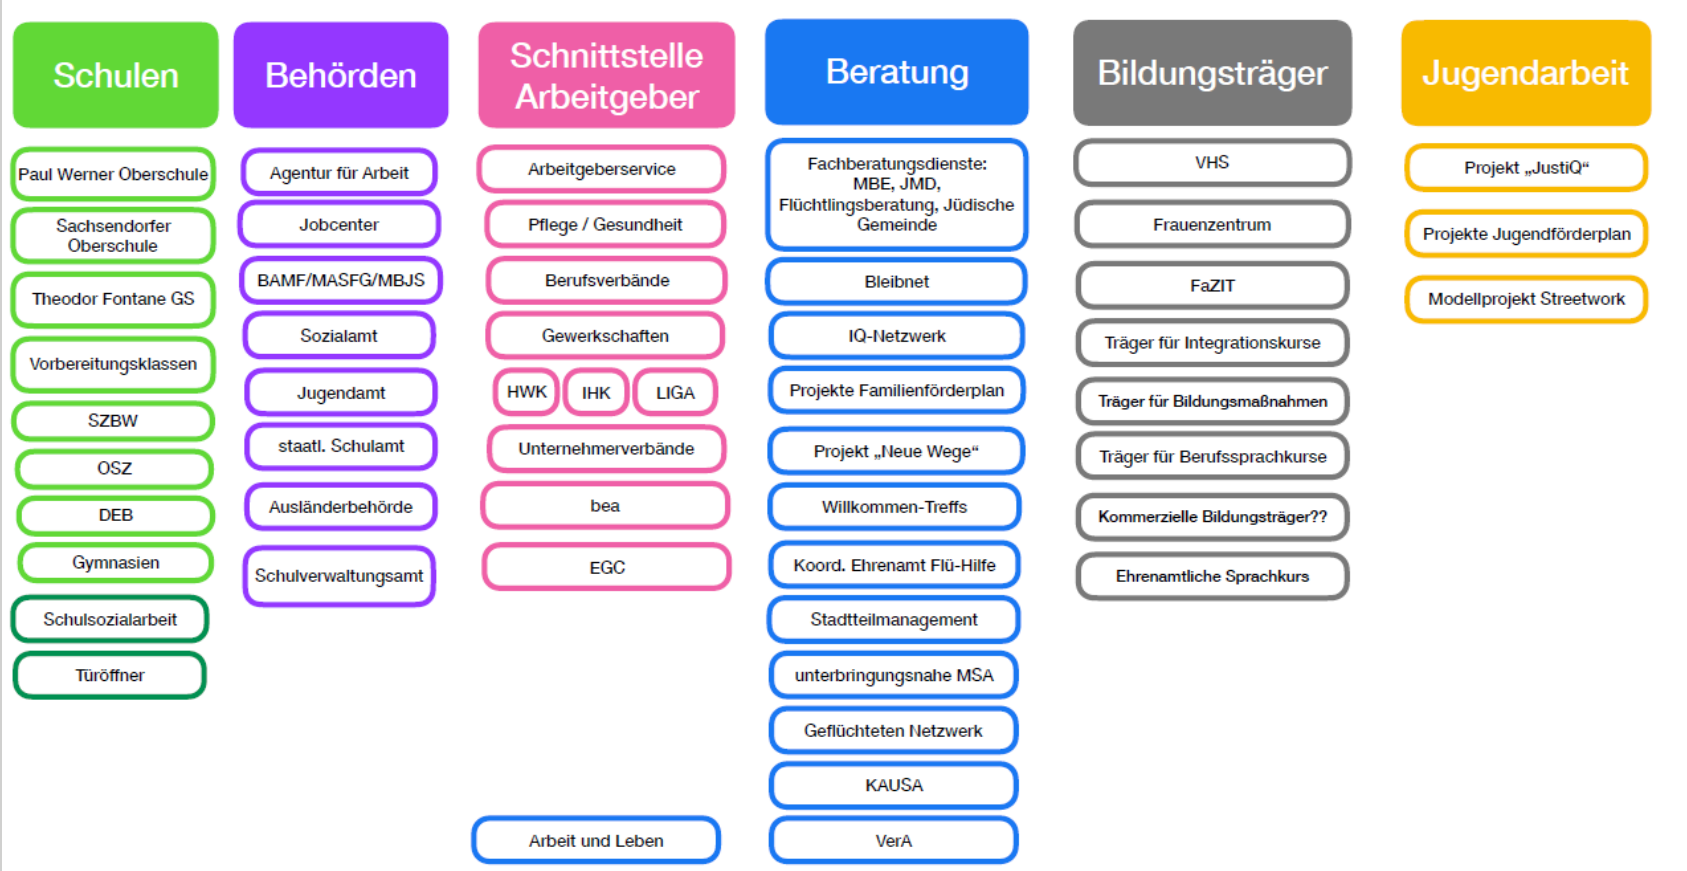 Schulen
Paul Werner Oberschule
Sachsendorfer
Oberschule
Theodor Fontane GS
Vorbereitungsklassen
SZBW
OSZ
DEB
Gymnasien
Schulsozialarbeit
Türöffner
Behörden
Agentur für Arbeit
Jobcenter
BAMF/MASFG/MBJS
Sozialamt
Jugendamt
staatl. Schulamt
Ausländerbehörde
Schulverwaltungsamt
Schnittstelle
Arbeitgeber
Arbeitgeberservice
Pflege / Gesundheit
Berufsverbände
Gewerkschaften
HWK IHK LIGA
Unternehmerverbände
bea
EGC
Arbeit und Leben
Beratung
Fachberatungsdienste:
MBE, JMD,
Flüchtlingsberatung, Jüdische
Gemeinde
Bleibnet
IQ-Netzwerk
Projekte Familienförderplan
Projekt „Neue Wege“
Willkommen-Treffs
Koord. Ehrenamt Flü-Hilfe
Stadtteilmanagement
unterbringungsnahe MSA
Geflüchteten Netzwerk
KAUSA
VerA
Bildungsträger
VHS
Frauenzentrum
FaZIT
Träger für Integrationskurse
Träger für Bildungsmaßnahmen
Träger für Berufssprachkurse
Kommerzielle Bildungsträger??
Ehrenamtliche Sprachkurs
Jugendarbeit
Projekt „JustiQ“
Projekte Jugendförderplan
Modellprojekt Streetwork